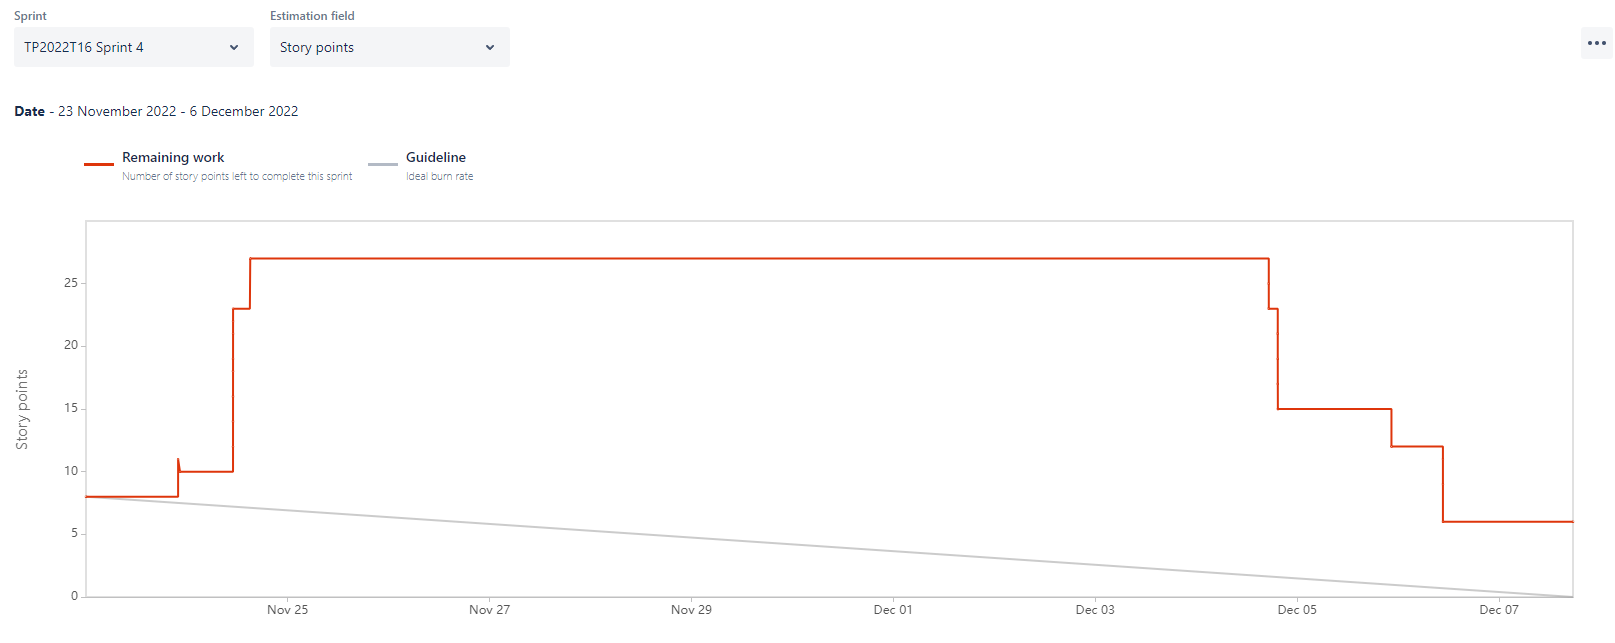 Sprint
Estimation field
TP2022T16 Sprint 4
Story points
Date - 23 November 2022 - 6 December 2022
Remaining work
Number of story points left to complete this sprint
Guideline
Ideal burn rate
Story points
25
20
15
10
5
0
Nov 25
Nov 27
Nov 29
Dec 01
Dec 03
Dec 05
Dec 07